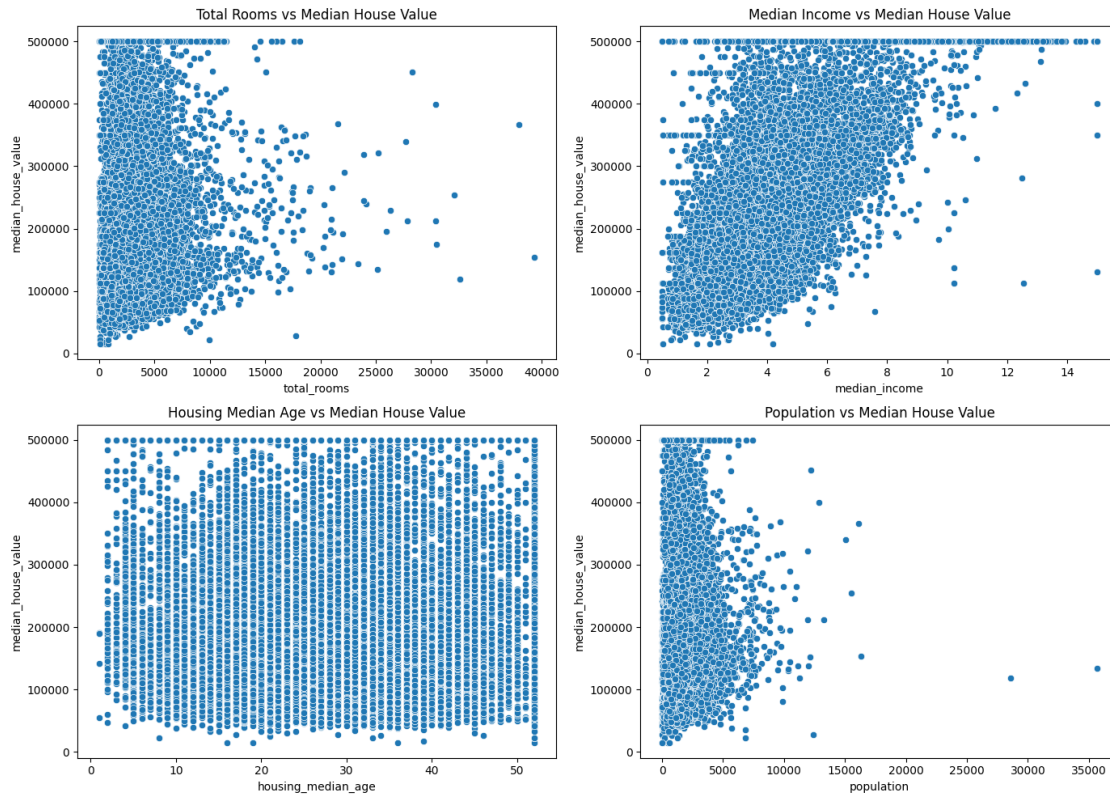 Total Rooms vs Median House Value
median_house_value
500000
400000
300000
200000
100000
0
0 5000 10000 15000 20000 25000 30000 35000 40000
total_rooms
Median Income vs Median House Value
median_house_value
500000
400000
300000
200000
100000
0
0 2 4 6 8 10 12 14
median_income
Housing Median Age vs Median House Value
median_house_value
500000
400000
300000
200000
100000
0
0 10 20 30 40 50
housing_median_age
Population vs Median House Value
median_house_value
500000
400000
300000
200000
100000
0
0 5000 10000 15000 20000 25000 30000 35000
population